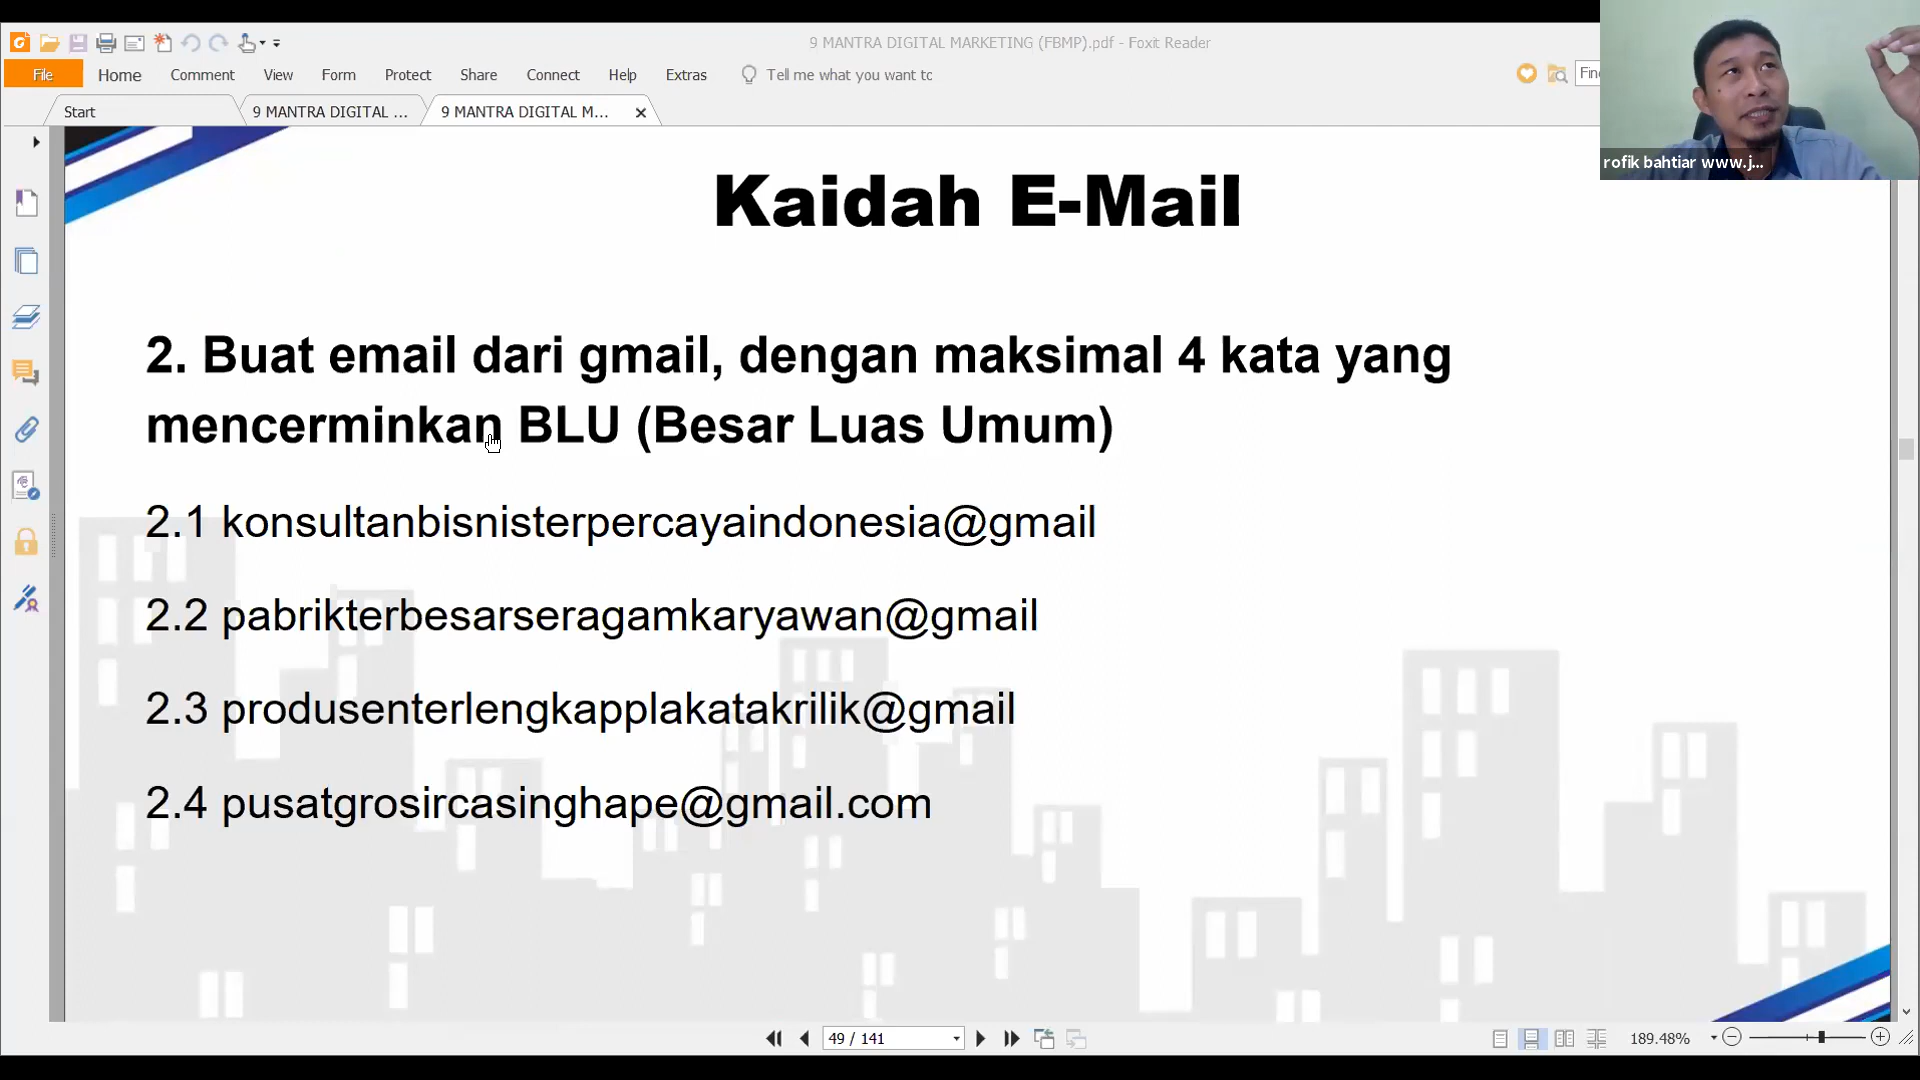 9 MANTRA DIGITAL MARKETING (FBMP).pdf - Foxit Reader
File Home Comment View Form Protect Share Connect Help Extras Tell me what you want to
Start 9 MANTRA DIGITAL ... 9 MANTRA DIGITAL M...
rofik bahtiar www.j...
Kaidah E-Mail
2. Buat email dari gmail, dengan maksimal 4 kata yang
mencerminkan BLU (Besar Luas Umum)
2.1 konsultanbisnisterpercayaindonesia@gmail
2.2 pabrikterbesarseragamkaryawan@gmail
2.3 produsenterlengkapplakatakrilik@gmail
2.4 pusatgrosircasinghape@gmail.com
49 / 141
189.48%